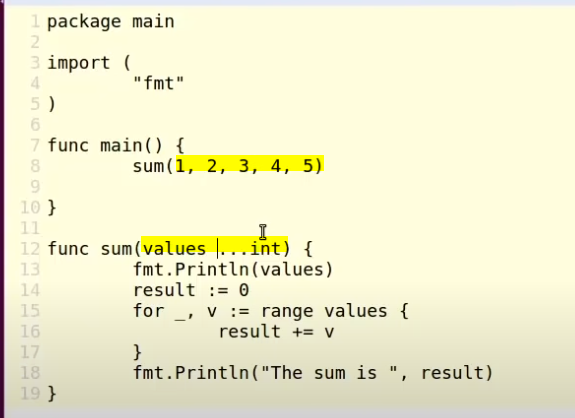 1 package main
2
3 import (
4         "fmt"
5 )
6
7 func main() {
8         sum(1, 2, 3, 4, 5)
9
10 }
11
12 func sum(values ...int) {
13         fmt.Println(values)
14         result := 0
15         for _, v := range values {
16                 result += v
17         }
18         fmt.Println("The sum is ", result)
19 }